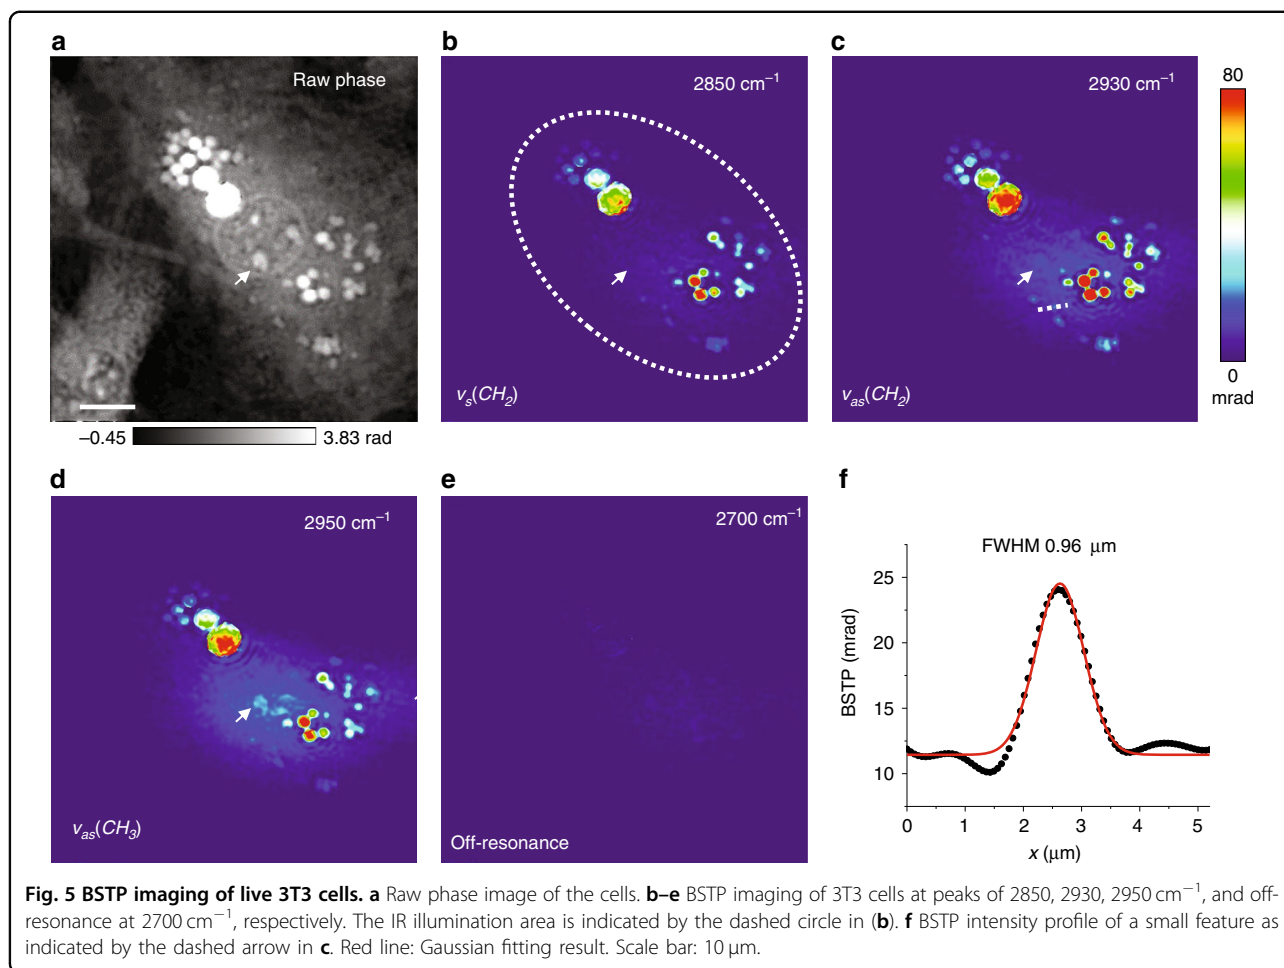 a
Raw phase
−0.45 3.83 rad
b
2850 cm⁻¹
vₛ(CH₂)
c
2930 cm⁻¹
vₐₛ(CH₂)
80
0
mrad
d
2950 cm⁻¹
vₐₛ(CH₃)
e
2700 cm⁻¹
Off-resonance
f
FWHM 0.96 μm
25
20
15
10
BSTP (mrad)
0 1 2 3 4 5
x (μm)
Fig. 5 BSTP imaging of live 3T3 cells. a Raw phase image of the cells. b–e BSTP imaging of 3T3 cells at peaks of 2850, 2930, 2950 cm⁻¹, and off-
resonance at 2700 cm⁻¹, respectively. The IR illumination area is indicated by the dashed circle in (b). f BSTP intensity profile of a small feature as
indicated by the dashed arrow in c. Red line: Gaussian fitting result. Scale bar: 10 μm.